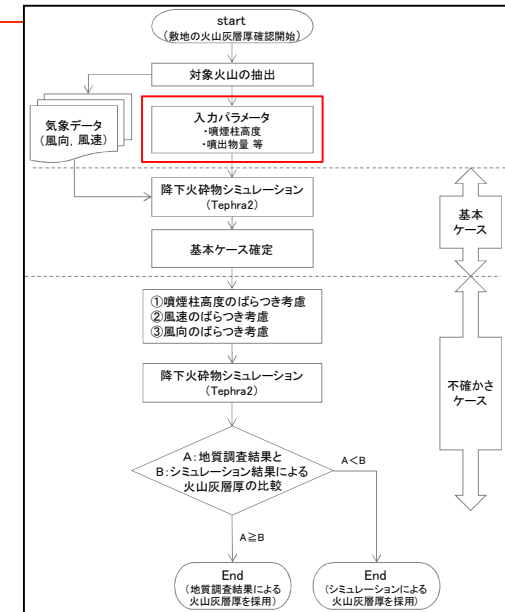 start
（敷地の火山灰層厚確認開始）
対象火山の抽出
気象データ
（風向，風速）
入力パラメータ
・噴煙柱高度
・噴出物量 等
降下火砕物シミュレーション
（Tephra2）
基本ケース確定
基本
ケース
①噴煙柱高度のばらつき考慮
②風速のばらつき考慮
③風向のばらつき考慮
降下火砕物シミュレーション
（Tephra2）
不確かさ
ケース
A：地質調査結果と
B：シミュレーション結果による
火山灰層厚の比較
A＜B
A≧B
End
（地質調査結果による
火山灰層厚を採用）
End
（シミュレーションによる
火山灰層厚を採用）